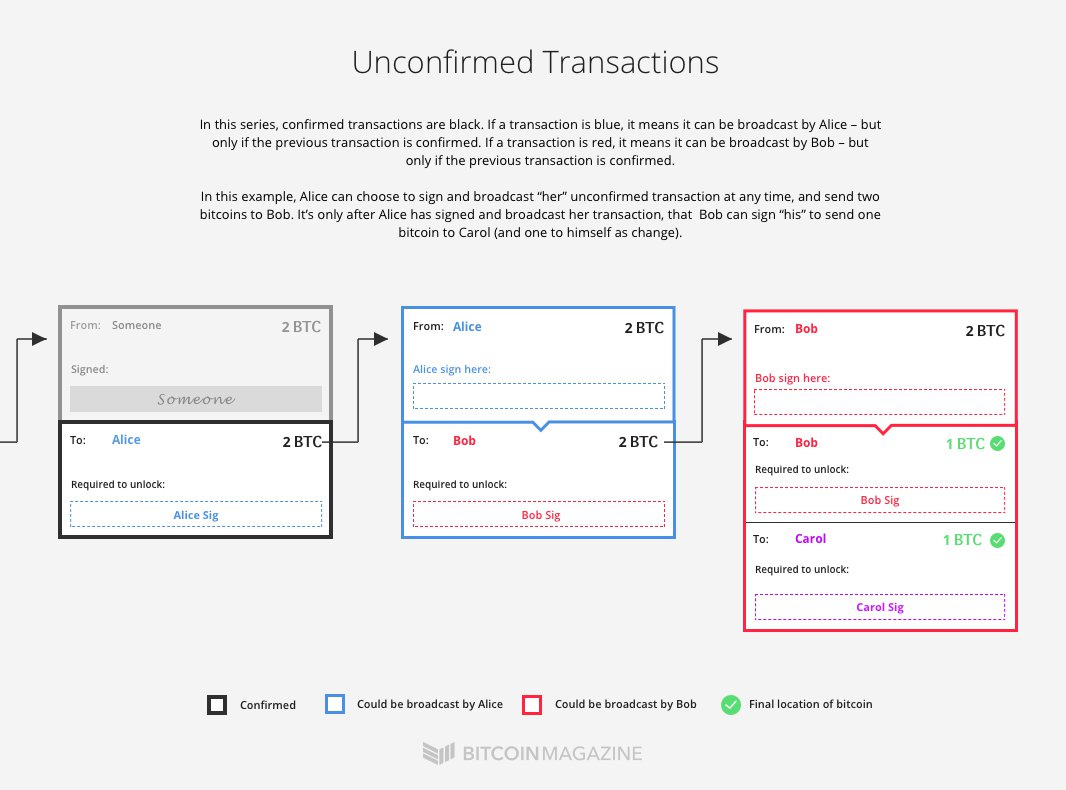 Unconfirmed Transactions
In this series, confirmed transactions are black. If a transaction is blue, it means it can be broadcast by Alice – but
only if the previous transaction is confirmed. If a transaction is red, it means it can be broadcast by Bob – but
only if the previous transaction is confirmed.
In this example, Alice can choose to sign and broadcast “her” unconfirmed transaction at any time, and send two
bitcoins to Bob. It’s only after Alice has signed and broadcast her transaction, that  Bob can sign “his” to send one
bitcoin to Carol (and one to himself as change).
From: Someone 2 BTC
Signed:
Someone
To: Alice 2 BTC
Required to unlock:
Alice Sig
From: Alice 2 BTC
Alice sign here:
To: Bob 2 BTC
Required to unlock:
Bob Sig
From: Bob 2 BTC
Bob sign here:
To: Bob 1 BTC
Required to unlock:
Bob Sig
To: Carol 1 BTC
Required to unlock:
Carol Sig
Confirmed Could be broadcast by Alice Could be broadcast by Bob Final location of bitcoin
BITCOINMAGAZINE